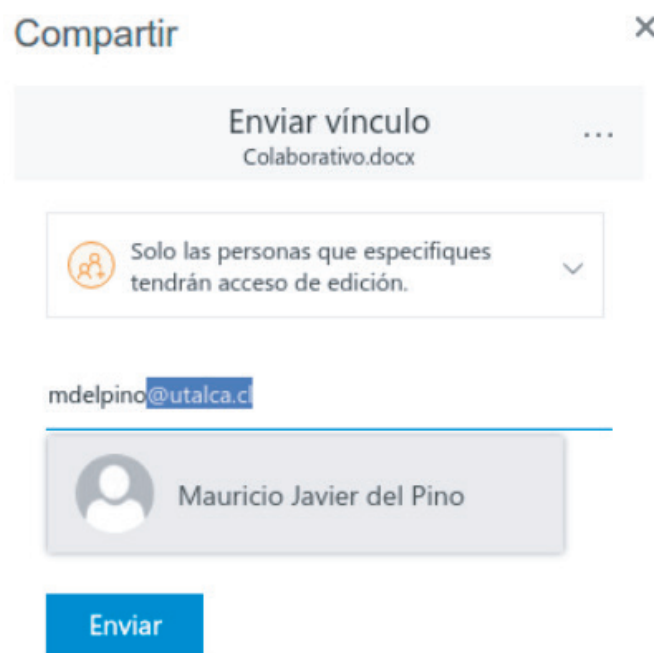 Compartir
Enviar vínculo
Colaborativo.docx
Solo las personas que especifiques
tendrán acceso de edición.
mdelpino@utalca.cl
Mauricio Javier del Pino
Enviar